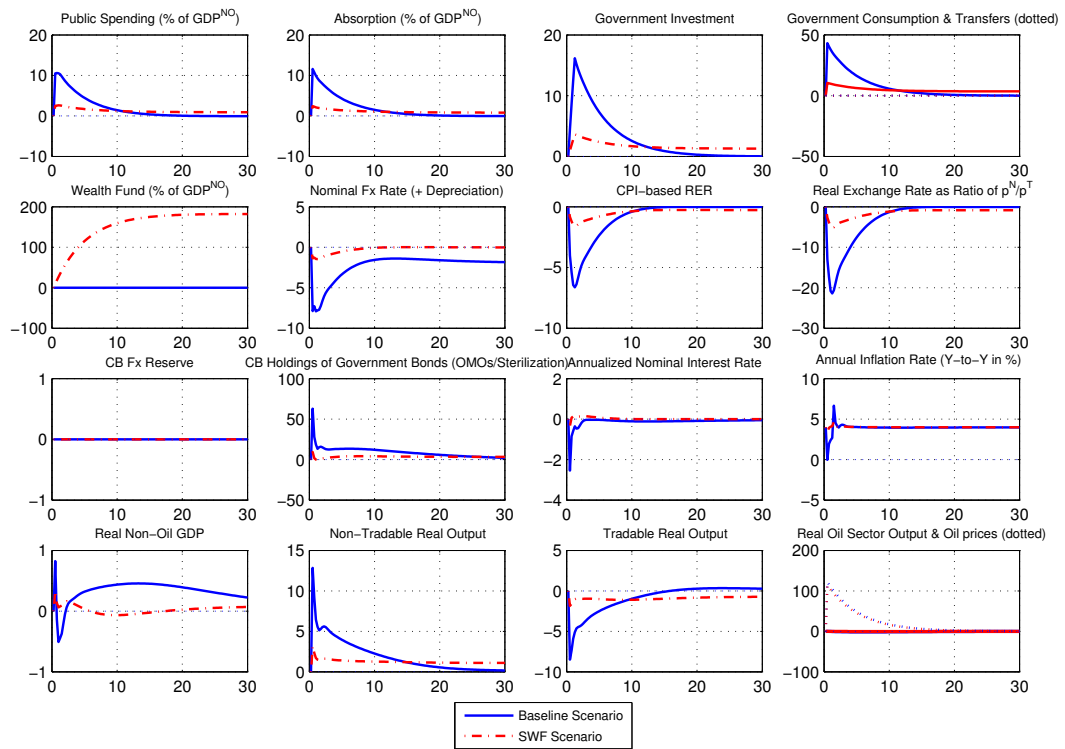 Public Spending (% of GDP^NO)
Absorption (% of GDP^NO)
Government Investment
Government Consumption & Transfers (dotted)
20
10
0
−10
0 10 20 30
20
10
0
−10
0 10 20 30
20
10
0
−10
0 10 20 30
50
0
−50
0 10 20 30
Wealth Fund (% of GDP^NO)
Nominal Fx Rate (+ Depreciation)
CPI−based RER
Real Exchange Rate as Ratio of p^N/p^T
200
100
0
−100
0 10 20 30
5
0
−5
−10
0 10 20 30
0
−5
−10
0 10 20 30
0
−10
−20
−30
0 10 20 30
CB Fx Reserve
CB Holdings of Government Bonds (OMOs/Sterilization)
Annualized Nominal Interest Rate
Annual Inflation Rate (Y−to−Y in %)
1
0
−1
0 10 20 30
100
50
0
−50
0 10 20 30
2
0
−2
−4
0 10 20 30
10
5
0
5
0 10 20 30
Real Non−Oil GDP
Non−Tradable Real Output
Tradable Real Output
Real Oil Sector Output & Oil prices (dotted)
1
0
−1
0 10 20 30
15
10
5
0
0 10 20 30
5
0
−5
−10
0 10 20 30
200
100
0
−100
0 10 20 30
Baseline Scenario
SWF Scenario